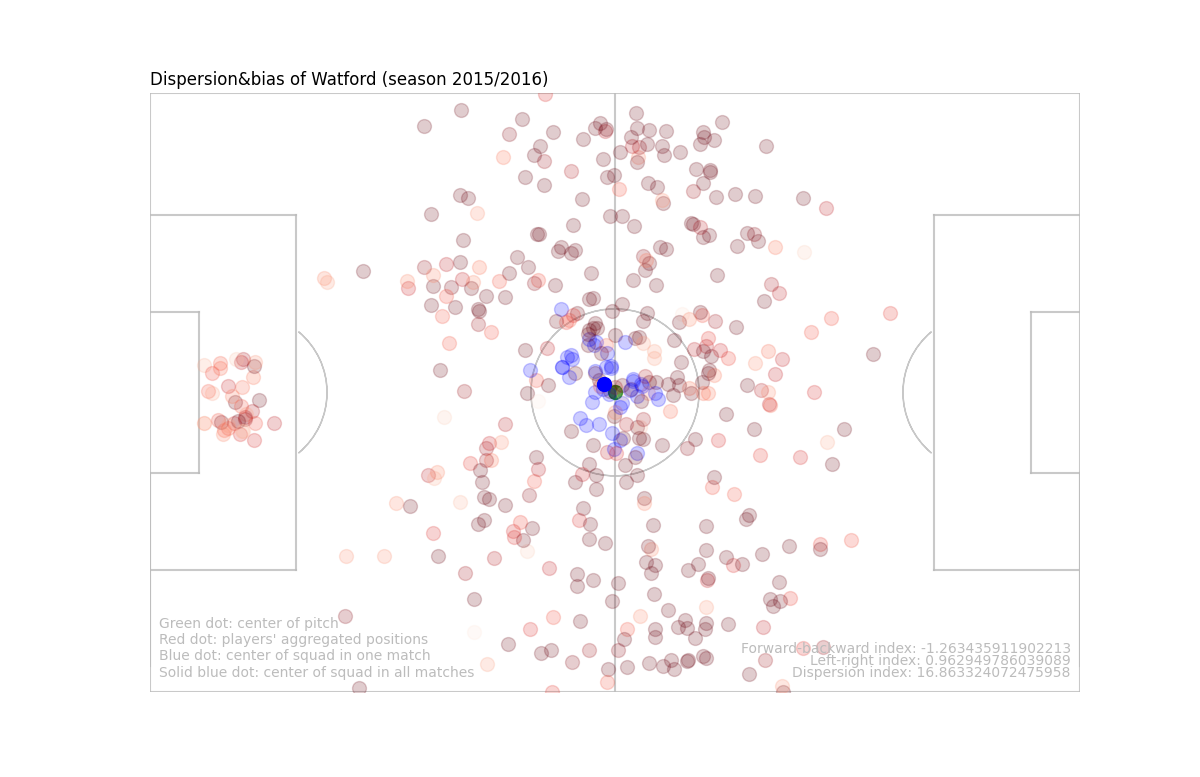 Dispersion&bias of Watford (season 2015/2016)
Green dot: center of pitch
Red dot: players' aggregated positions
Blue dot: center of squad in one match
Solid blue dot: center of squad in all matches
Forward-backward index: -1.263435911902213
Left-right index: 0.962949786039089
Dispersion index: 16.863324072475958